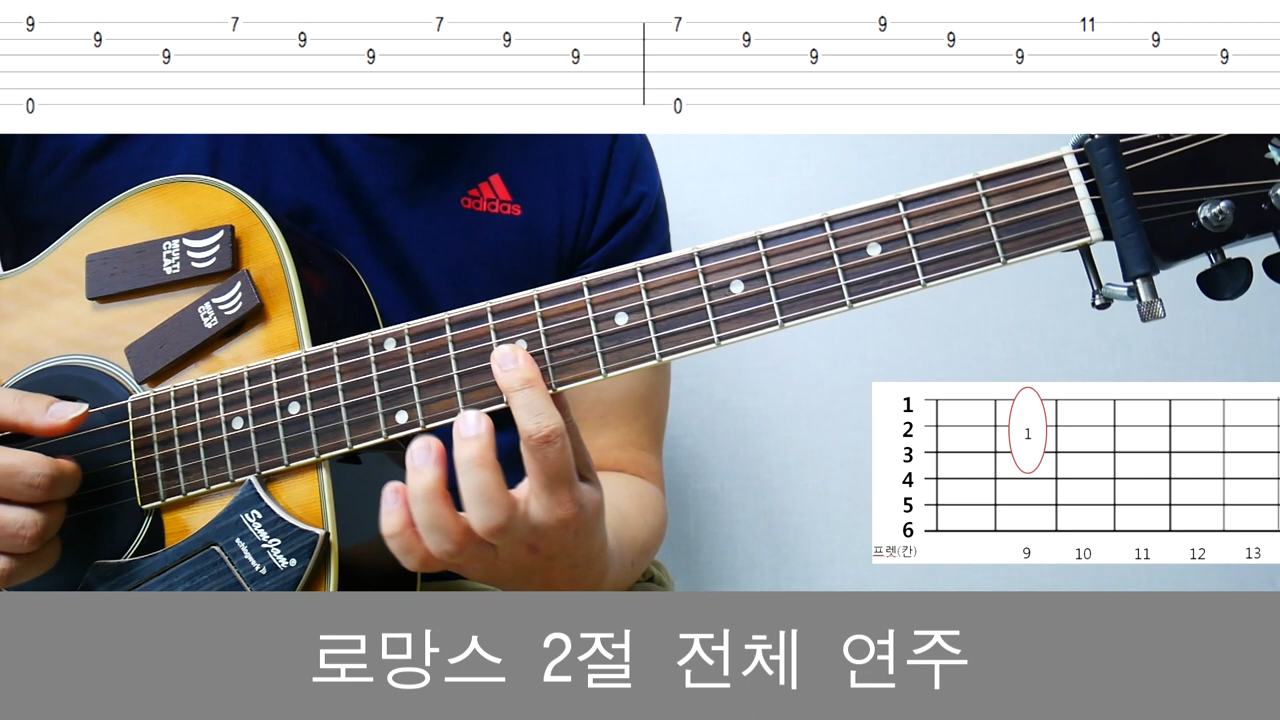 9 7 7 7 9 11
9 9 9 9 9 9
9 9 9 9 9 9
0 0
adidas
MULTI
CLAP
MULTI
CLAP
1
2
3
4
5
6
1
프렛(칸)
9 10 11 12 13
SamJam®
schlagwerk
로망스 2절 전체 연주